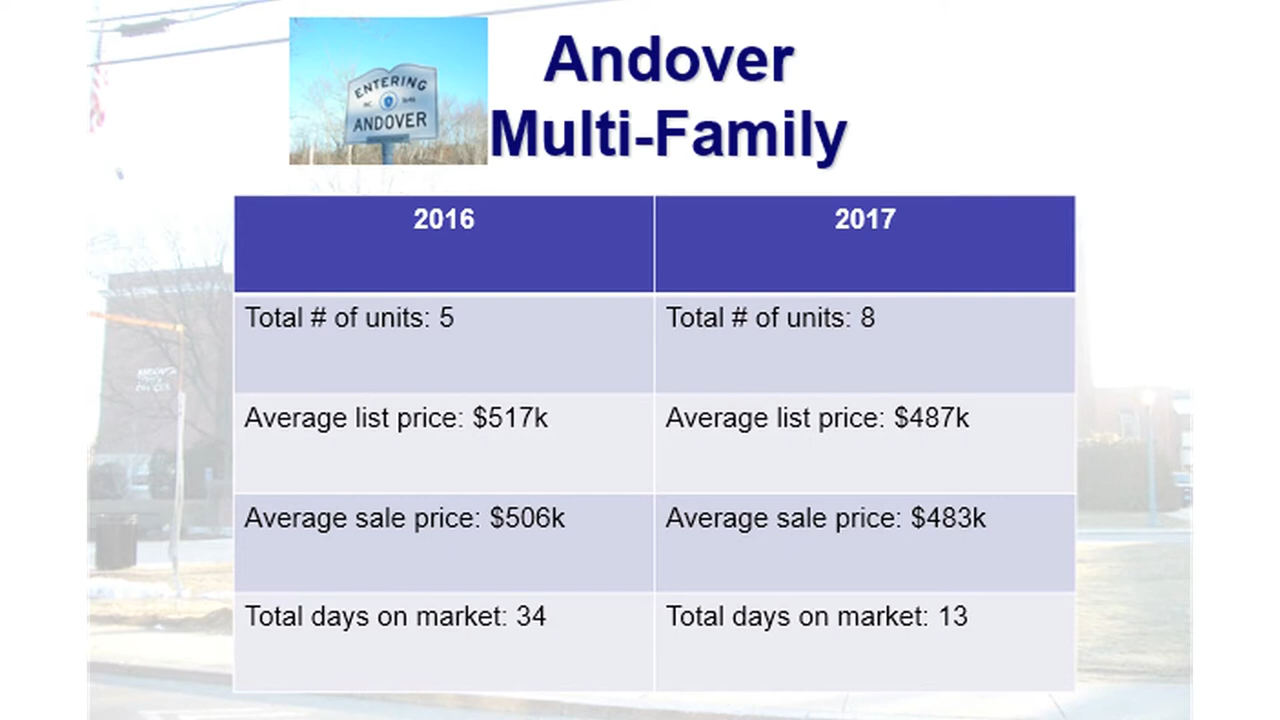 Andover
Multi-Family
ENTERING
ANDOVER
2016
2017
Total # of units: 5
Total # of units: 8
Average list price: $517k
Average list price: $487k
Average sale price: $506k
Average sale price: $483k
Total days on market: 34
Total days on market: 13